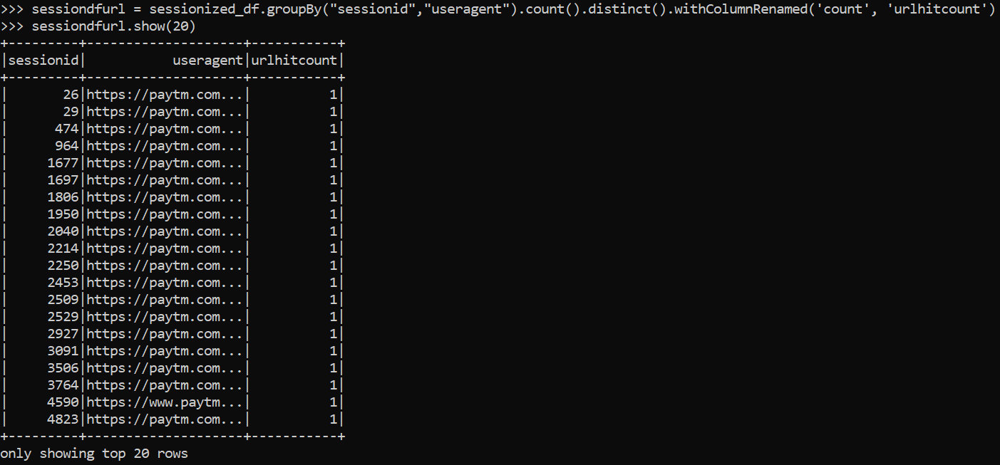 >>> sessiondfurl = sessionized_df.groupBy("sessionid","useragent").count().distinct().withColumnRenamed('count', 'urlhitcount')
>>> sessiondfurl.show(20)
+---------+--------------------+-----------+
|sessionid|           useragent|urlhitcount|
+---------+--------------------+-----------+
|       26|https://paytm.com...|          1|
|       29|https://paytm.com...|          1|
|      474|https://paytm.com...|          1|
|      964|https://paytm.com...|          1|
|     1677|https://paytm.com...|          1|
|     1697|https://paytm.com...|          1|
|     1806|https://paytm.com...|          1|
|     1950|https://paytm.com...|          1|
|     2040|https://paytm.com...|          1|
|     2214|https://paytm.com...|          1|
|     2250|https://paytm.com...|          1|
|     2453|https://paytm.com...|          1|
|     2509|https://paytm.com...|          1|
|     2529|https://paytm.com...|          1|
|     2927|https://paytm.com...|          1|
|     3091|https://paytm.com...|          1|
|     3506|https://paytm.com...|          1|
|     3764|https://paytm.com...|          1|
|     4590|https://www.paytm...|          1|
|     4823|https://paytm.com...|          1|
+---------+--------------------+-----------+
only showing top 20 rows